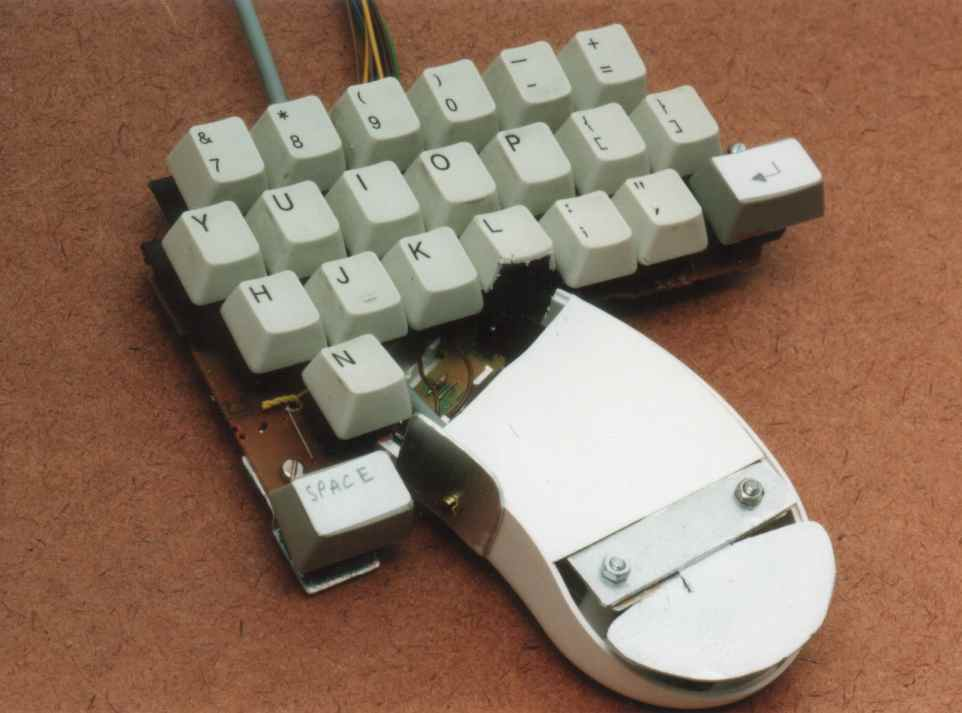 & * ( ) — +
7 8 9 0 - =
Y U I O P { }
[ ]
H J K L : "
; '
N
SPACE